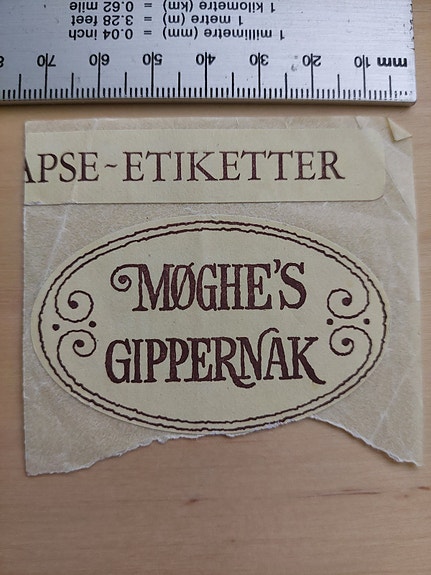 mm 10 20 30 40 50 60 70
1 millimetre (mm) = 0.04 inch
1 metre (m) = 3.28 feet
1 kilometre (km) = 0.62 mile
APSE~ETIKETTER
MØGHE'S
GIPPERNAK